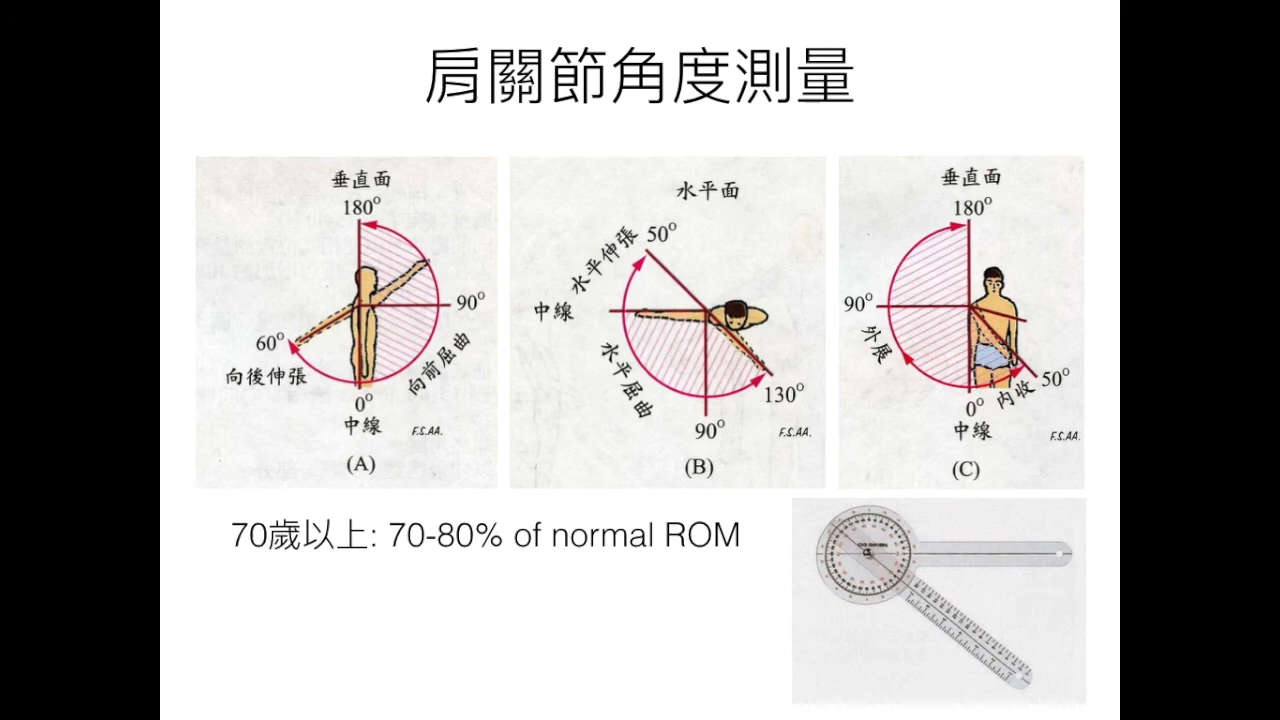 肩關節角度測量
垂直面
180°
90°
60°
向後伸張
向前屈曲
0°
中線
F.S.AA.
(A)
水平面
50°
水平伸張
中線
水平屈曲
130°
90°
F.S.AA.
(B)
垂直面
180°
90°
外展
50°
內收
0°
中線
F.S.AA.
(C)
70歲以上: 70-80% of normal ROM